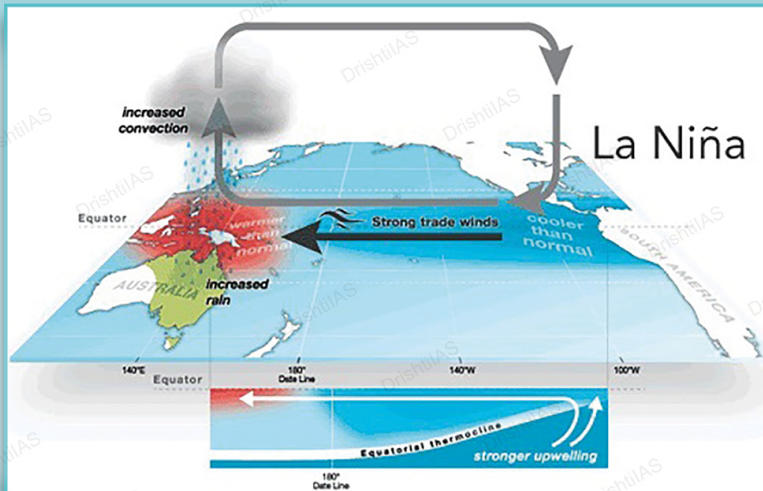 DrishtiIAS
increased
convection
La Niña
Equator
warmer
than
normal
Strong trade winds
cooler
than
normal
SOUTH AMERICA
AUSTRALIA
increased
rain
140°E
180°
Date Line
140°W
100°W
Equator
Equatorial thermocline
stronger upwelling
180°
Date Line